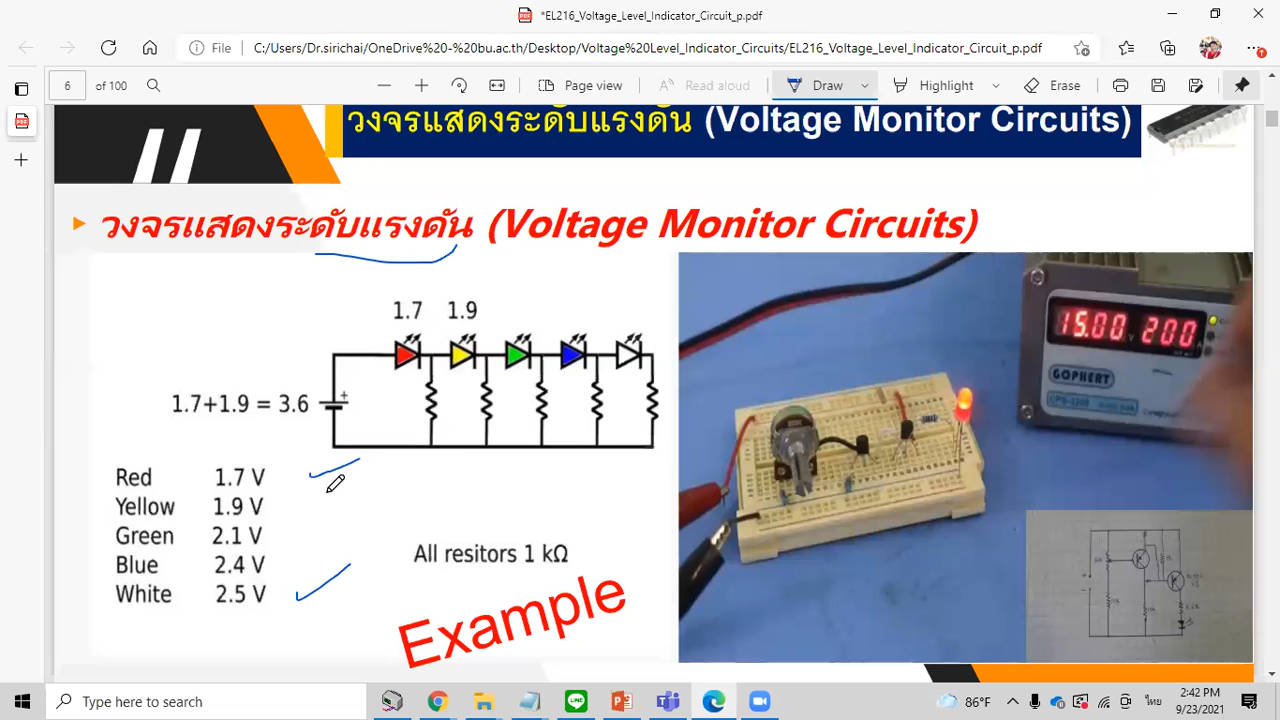 *EL216_Voltage_Level_Indicator_Circuit_p.pdf
File C:/Users/Dr.sirichai/OneDrive%20-%20bu.ac.th/Desktop/Voltage%20Level_Indicator_Circuits/EL216_Voltage_Level_Indicator_Circuit_p.pdf
6 of 100 Page view Read aloud Draw Highlight Erase
วงจรแสดงระดับแรงดัน (Voltage Monitor Circuits)
วงจรแสดงระดับแรงดัน (Voltage Monitor Circuits)
1.7 1.9
1.7+1.9 = 3.6
Red 1.7 V
Yellow 1.9 V
Green 2.1 V
Blue 2.4 V
White 2.5 V
All resitors 1 kΩ
Example
15.00 V 200
GOPHERT
Type here to search
86°F
ไทย
2:42 PM
9/23/2021